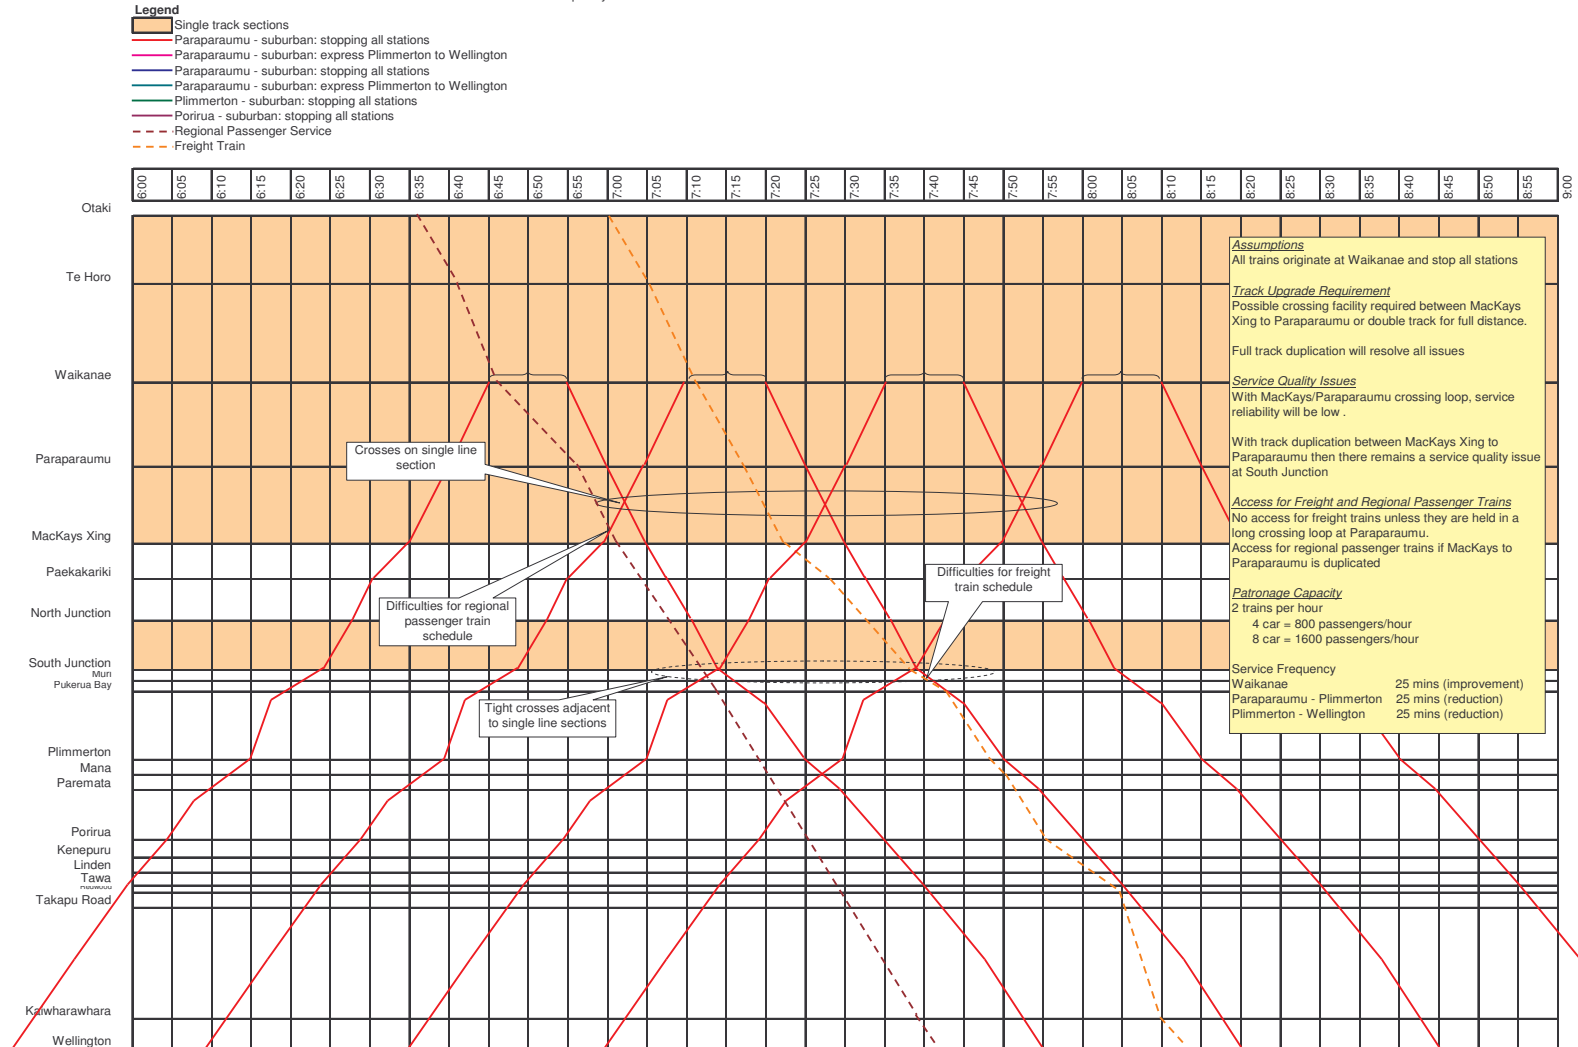 Legend
Single track sections
Paraparaumu - suburban: stopping all stations
Paraparaumu - suburban: express Plimmerton to Wellington
Paraparaumu - suburban: stopping all stations
Paraparaumu - suburban: express Plimmerton to Wellington
Plimmerton - suburban: stopping all stations
Porirua - suburban: stopping all stations
Regional Passenger Service
Freight Train
6:00
6:05
6:10
6:15
6:20
6:25
6:30
6:35
6:40
6:45
6:50
6:55
7:00
7:05
7:10
7:15
7:20
7:25
7:30
7:35
7:40
7:45
7:50
7:55
8:00
8:05
8:10
8:15
8:20
8:25
8:30
8:35
8:40
8:45
8:50
8:55
9:00
Otaki
Te Horo
Waikanae
Paraparaumu
MacKays Xing
Paekakariki
North Junction
South Junction
Muri
Pukerua Bay
Plimmerton
Mana
Paremata
Porirua
Kenepuru
Linden
Tawa
Redwood
Takapu Road
Kaiwharawhara
Wellington
Crosses on single line
section
Difficulties for regional
passenger train
schedule
Tight crosses adjacent
to single line sections
Difficulties for freight
train schedule
Assumptions
All trains originate at Waikanae and stop all stations
Track Upgrade Requirement
Possible crossing facility required between MacKays
Xing to Paraparaumu or double track for full distance.
Full track duplication will resolve all issues
Service Quality Issues
With MacKays/Paraparaumu crossing loop, service
reliability will be low .
With track duplication between MacKays Xing to
Paraparaumu then there remains a service quality issue
at South Junction
Access for Freight and Regional Passenger Trains
No access for freight trains unless they are held in a
long crossing loop at Paraparaumu.
Access for regional passenger trains if MacKays to
Paraparaumu is duplicated
Patronage Capacity
2 trains per hour
4 car = 800 passengers/hour
8 car = 1600 passengers/hour
Service Frequency
Waikanae 25 mins (improvement)
Paraparaumu - Plimmerton 25 mins (reduction)
Plimmerton - Wellington 25 mins (reduction)